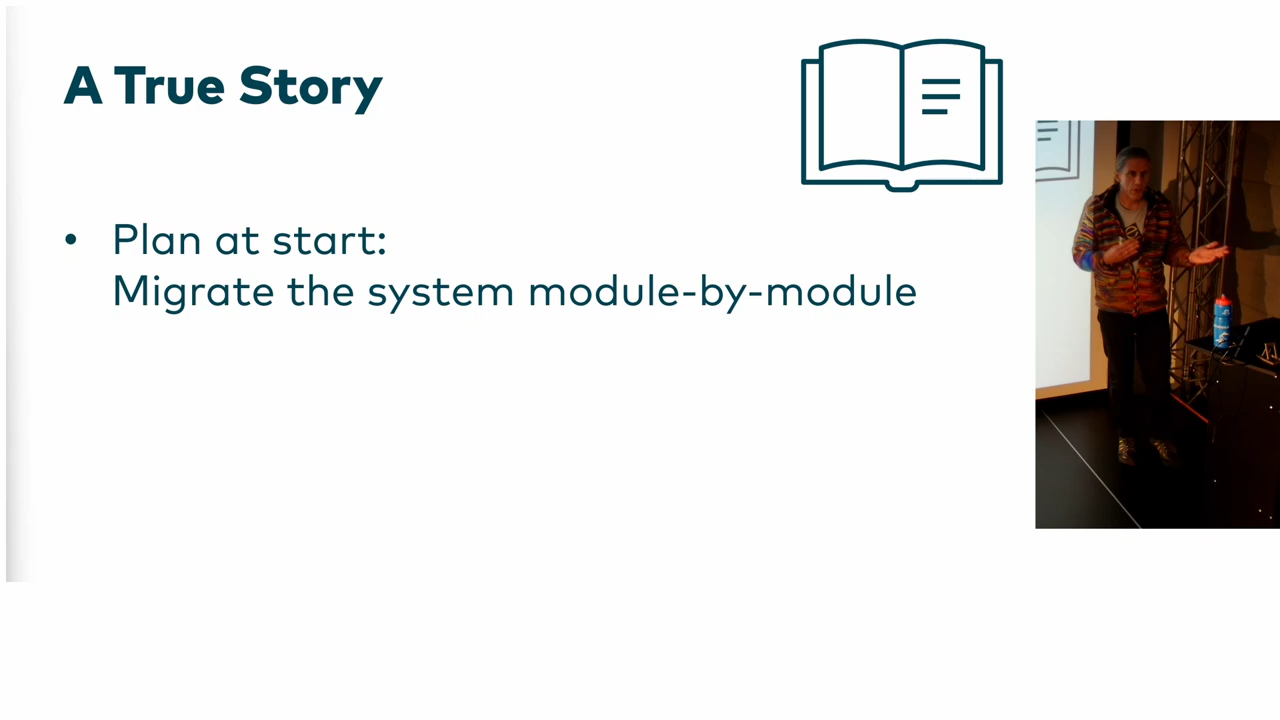 A True Story
• Plan at start:
Migrate the system module-by-module